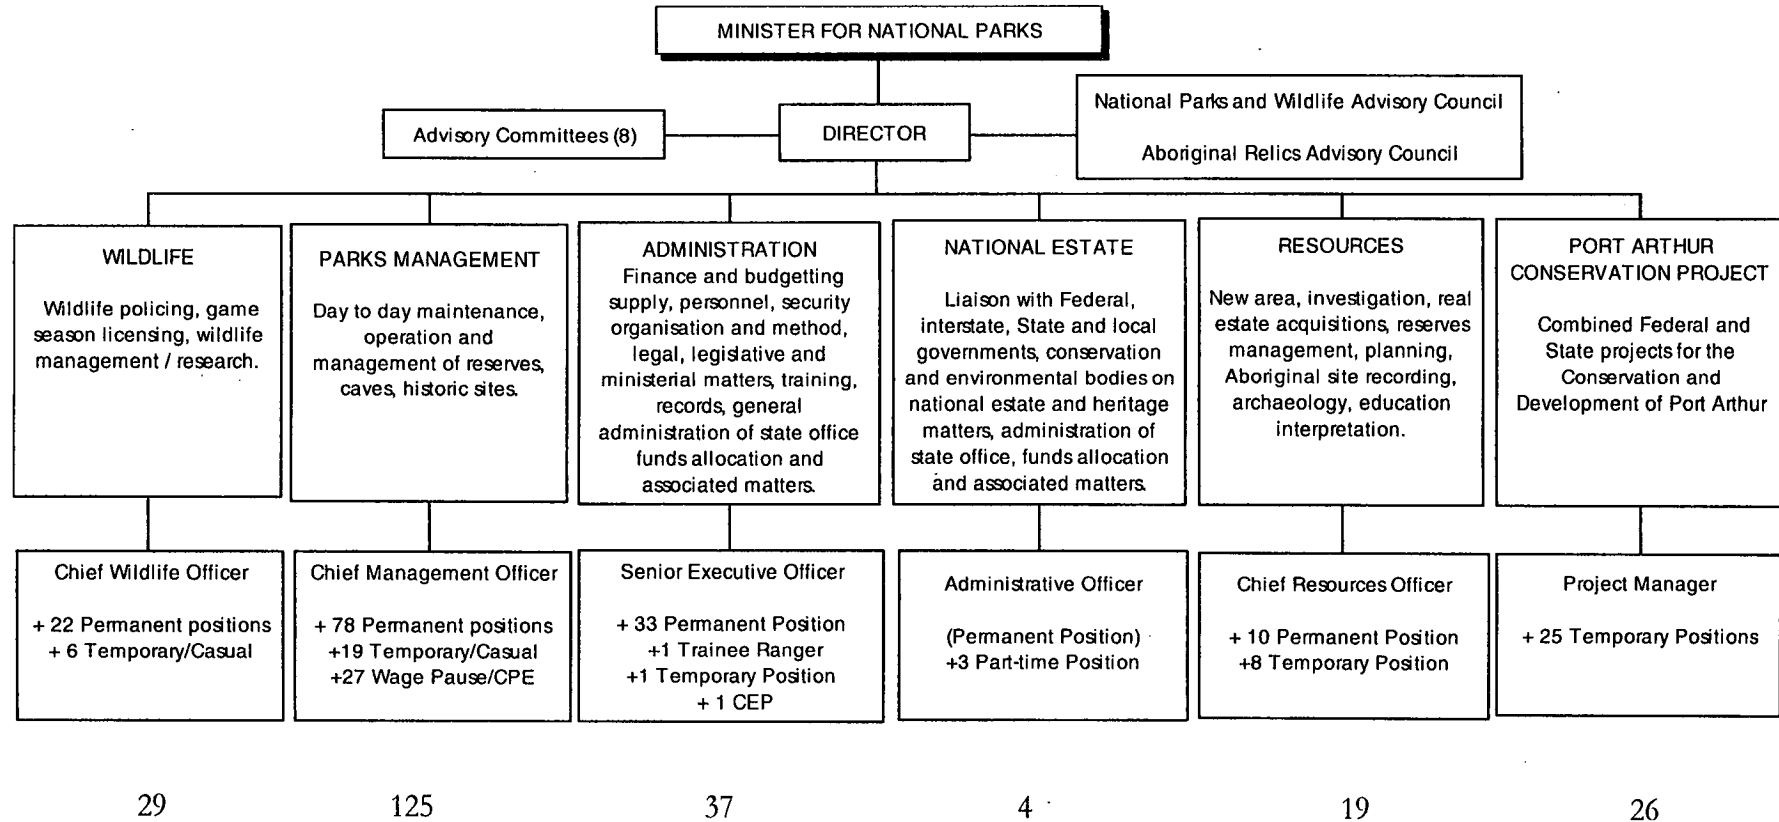 MINISTER FOR NATIONAL PARKS
Advisory Committees (8)
DIRECTOR
National Parks and Wildlife Advisory Council
Aboriginal Relics Advisory Council
WILDLIFE
Wildlife policing, game
season licensing, wildlife
management / research.
PARKS MANAGEMENT
Day to day maintenance,
operation and
management of reserves,
caves, historic sites.
ADMINISTRATION
Finance and budgetting
supply, personnel, security
organisation and method,
legal, legislative and
ministerial matters, training,
records, general
administration of state office
funds allocation and
associated matters.
NATIONAL ESTATE
Liaison with Federal,
interstate, State and local
governments, conservation
and environmental bodies on
national estate and heritage
matters, administration of
state office, funds allocation
and associated matters.
RESOURCES
New area, investigation, real
estate acquisitions, reserves
management, planning,
Aboriginal site recording,
archaeology, education
interpretation.
PORT ARTHUR
CONSERVATION PROJECT
Combined Federal and
State projects for the
Conservation and
Development of Port Arthur
Chief Wildlife Officer
+ 22 Permanent positions
+ 6 Temporary/Casual
Chief Management Officer
+ 78 Permanent positions
+19 Temporary/Casual
+27 Wage Pause/CPE
Senior Executive Officer
+ 33 Permanent Position
+1 Trainee Ranger
+1 Temporary Position
+ 1 CEP
Administrative Officer
(Permanent Position)
+3 Part-time Position
Chief Resources Officer
+ 10 Permanent Position
+8 Temporary Position
Project Manager
+ 25 Temporary Positions
29
125
37
4
19
26